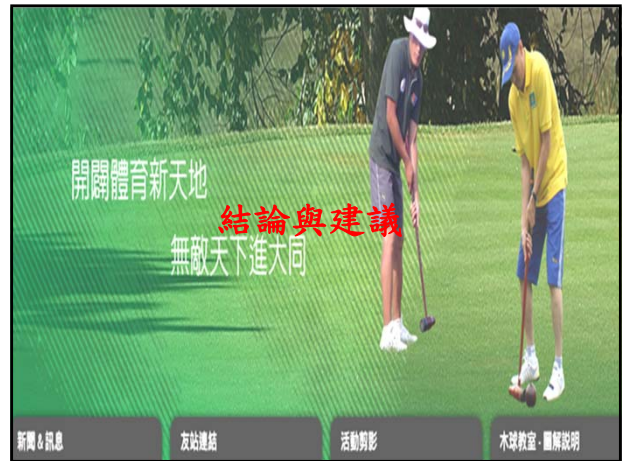 開闢體育新天地
結論與建議
無敵天下進大同
新聞 & 訊息
友站連結
活動剪影
木球教室 - 圖解說明